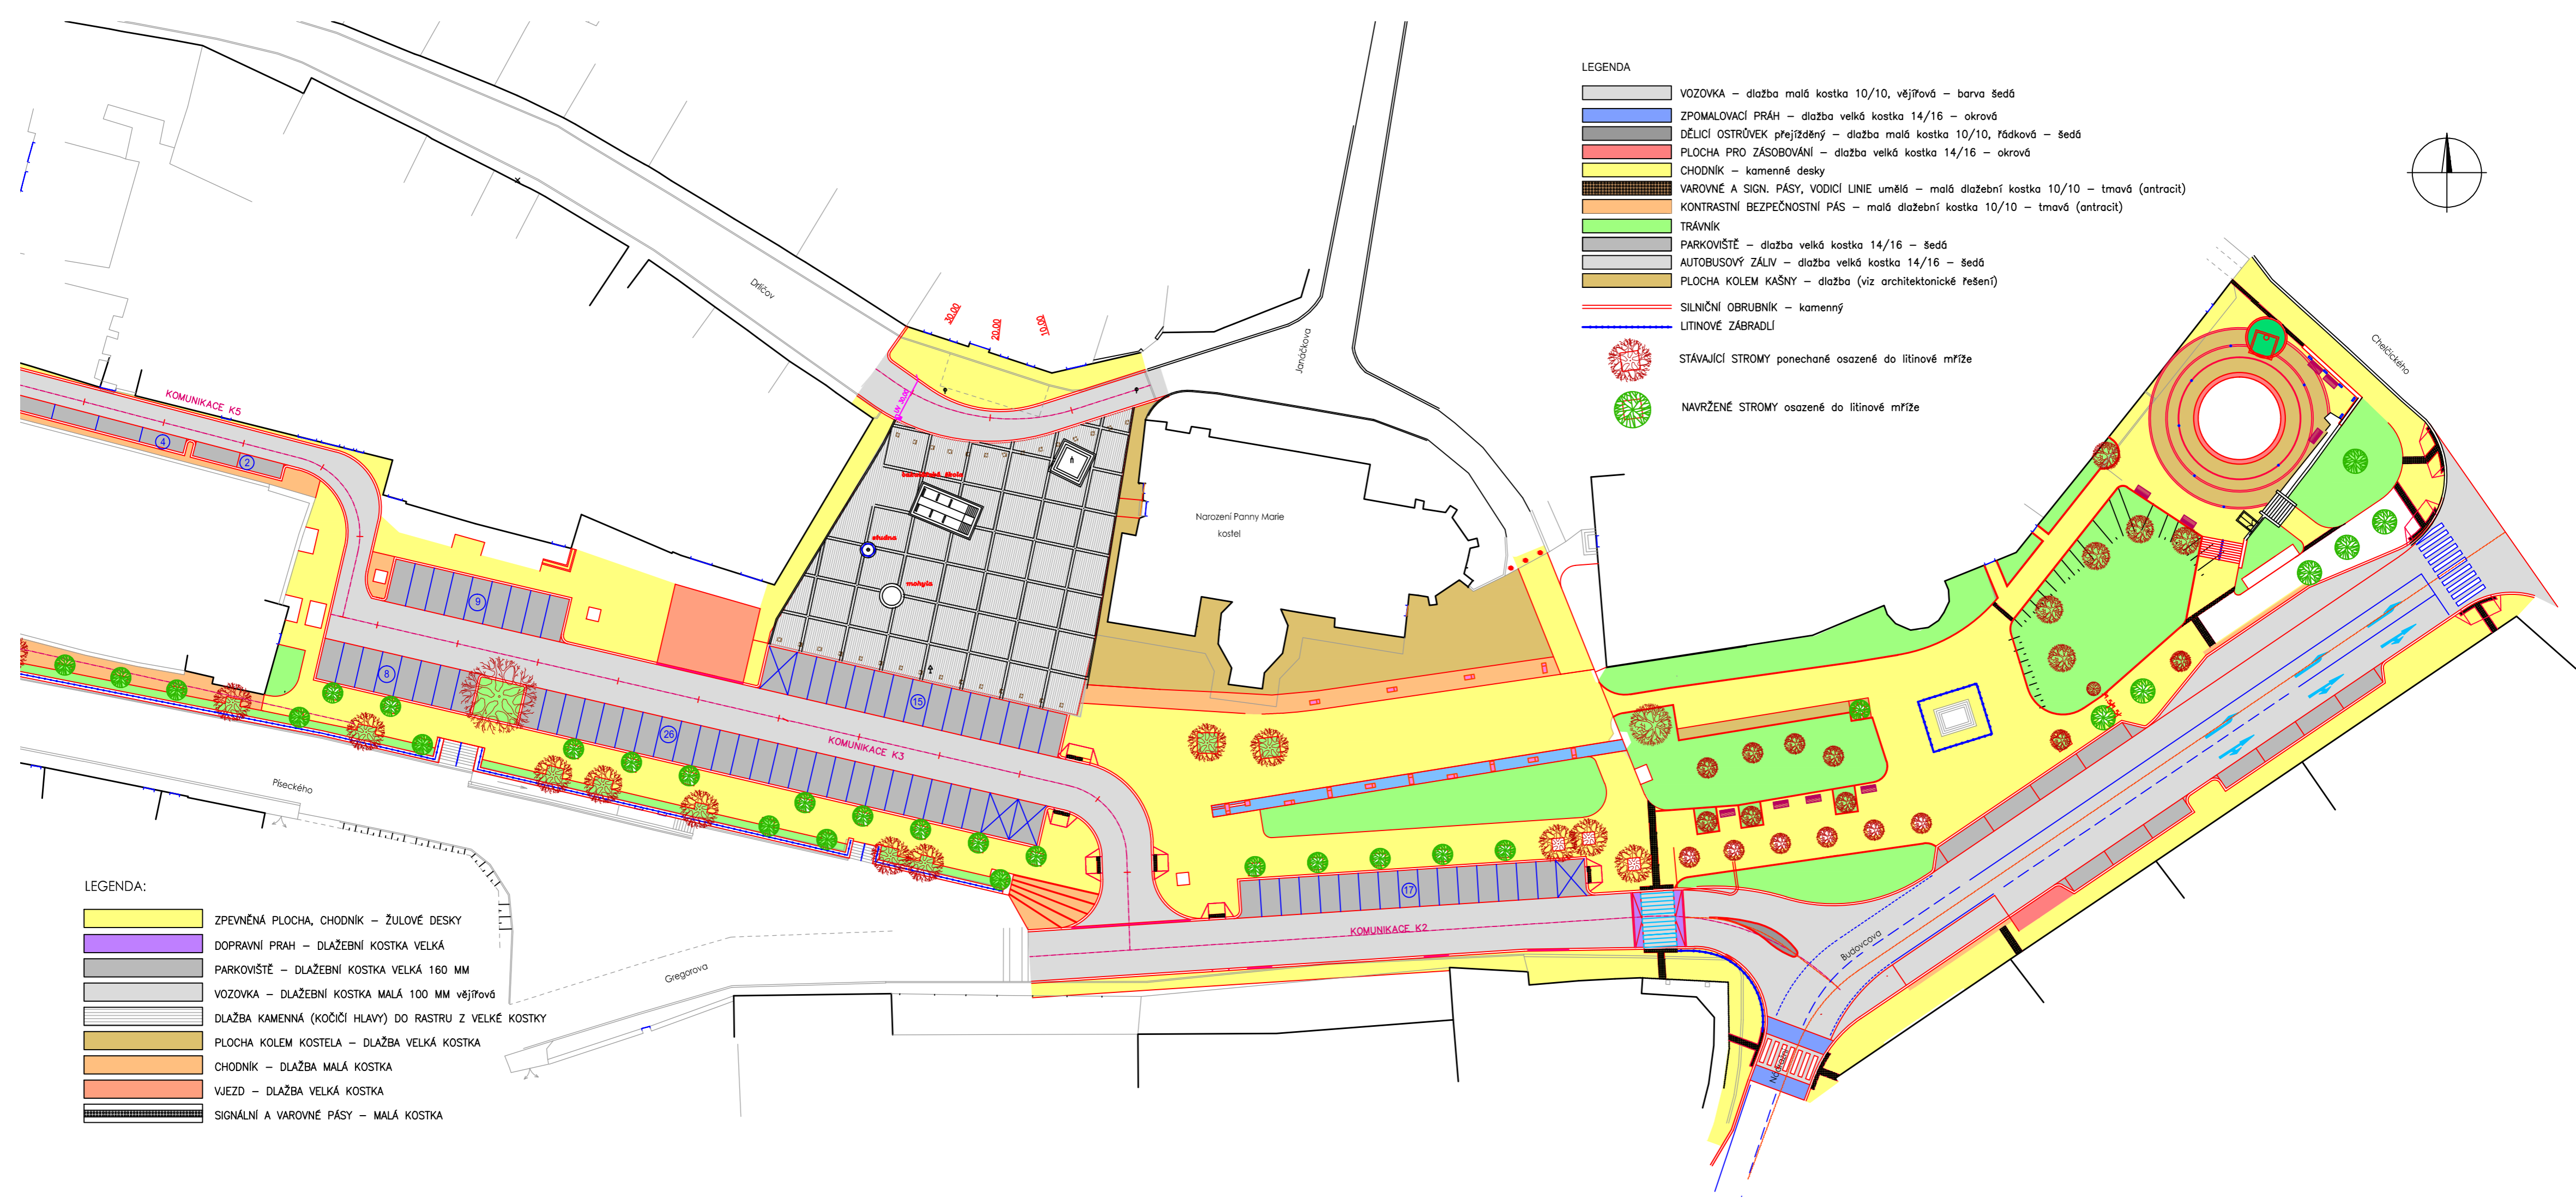 LEGENDA
VOZOVKA – dlažba malá kostka 10/10, vějířová – barva šedá
ZPOMALOVACÍ PRÁH – dlažba velká kostka 14/16 – okrová
DĚLICÍ OSTRŮVEK přejížděný – dlažba malá kostka 10/10, řádková – šedá
PLOCHA PRO ZÁSOBOVÁNÍ – dlažba velká kostka 14/16 – okrová
CHODNÍK – kamenné desky
VAROVNÉ A SIGN. PÁSY, VODICÍ LINIE umělá – malá dlažební kostka 10/10 – tmavá (antracit)
KONTRASTNÍ BEZPEČNOSTNÍ PÁS – malá dlažební kostka 10/10 – tmavá (antracit)
TRÁVNÍK
PARKOVIŠTĚ – dlažba velká kostka 14/16 – šedá
AUTOBUSOVÝ ZÁLIV – dlažba velká kostka 14/16 – šedá
PLOCHA KOLEM KAŠNY – dlažba (viz architektonické řešení)
SILNIČNÍ OBRUBNÍK – kamenný
LITINOVÉ ZÁBRADLÍ
STÁVAJÍCÍ STROMY ponechané osazené do litinové mříže
NAVRŽENÉ STROMY osazené do litinové mříže
Drlíčov
30.00
20.00
10.00
Janáčkova
Chelčického
KOMUNIKACE K5
4
2
studna
mohyla
Narození Panny Marie
kostel
9
8
26
15
KOMUNIKACE K3
Píseckého
17
KOMUNIKACE K2
Gregorova
Budovcova
Nádražní
LEGENDA:
ZPEVNĚNÁ PLOCHA, CHODNÍK – ŽULOVÉ DESKY
DOPRAVNÍ PRAH – DLAŽEBNÍ KOSTKA VELKÁ
PARKOVIŠTĚ – DLAŽEBNÍ KOSTKA VELKÁ 160 MM
VOZOVKA – DLAŽEBNÍ KOSTKA MALÁ 100 MM vějířová
DLAŽBA KAMENNÁ (KOČIČÍ HLAVY) DO RASTRU Z VELKÉ KOSTKY
PLOCHA KOLEM KOSTELA – DLAŽBA VELKÁ KOSTKA
CHODNÍK – DLAŽBA MALÁ KOSTKA
VJEZD – DLAŽBA VELKÁ KOSTKA
SIGNÁLNÍ A VAROVNÉ PÁSY – MALÁ KOSTKA